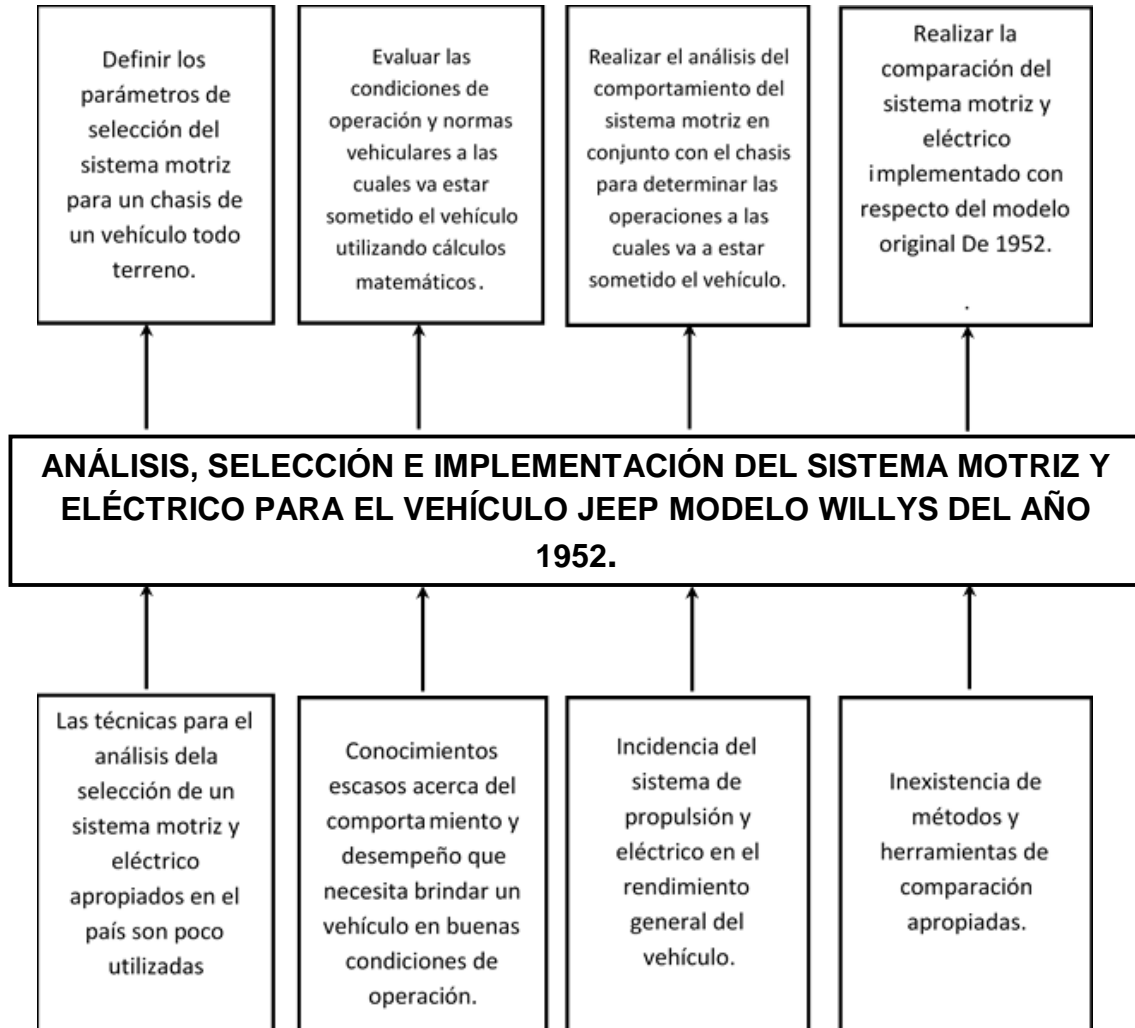 Definir los
parámetros de
selección del
sistema motriz
para un chasis de
un vehículo todo
terreno.
Evaluar las
condiciones de
operación y normas
vehiculares a las
cuales va estar
sometido el vehículo
utilizando cálculos
matemáticos.
Realizar el análisis del
comportamiento del
sistema motriz en
conjunto con el chasis
para determinar las
operaciones a las
cuales va a estar
sometido el vehículo.
Realizar la
comparación del
sistema motriz y
eléctrico
implementado con
respecto del modelo
original De 1952.
.
ANÁLISIS, SELECCIÓN E IMPLEMENTACIÓN DEL SISTEMA MOTRIZ Y
ELÉCTRICO PARA EL VEHÍCULO JEEP MODELO WILLYS DEL AÑO
1952.
Las técnicas para el
análisis dela
selección de un
sistema motriz y
eléctrico
apropiados en el
país son poco
utilizadas
Conocimientos
escasos acerca del
comportamiento y
desempeño que
necesita brindar un
vehículo en buenas
condiciones de
operación.
Incidencia del
sistema de
propulsión y
eléctrico en el
rendimiento
general del
vehículo.
Inexistencia de
métodos y
herramientas de
comparación
apropiadas.